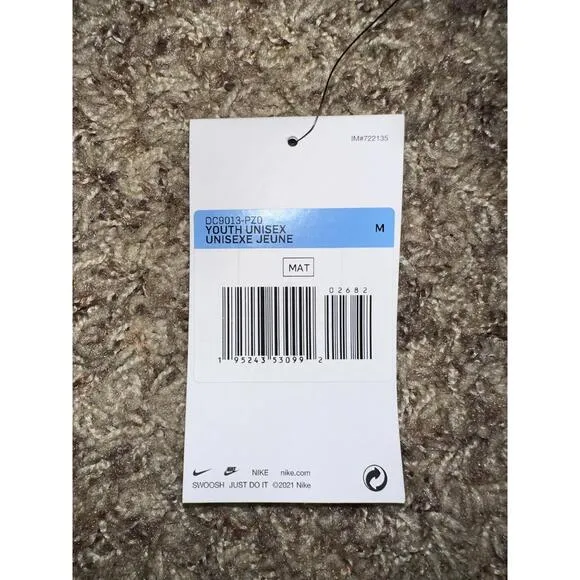 IM#722135
DC9013-PZ0
YOUTH UNISEX M
UNISEXE JEUNE
MAT
02682
1 95243 53099 2
NIKE nike.com
SWOOSH JUST DO IT ©2021 Nike